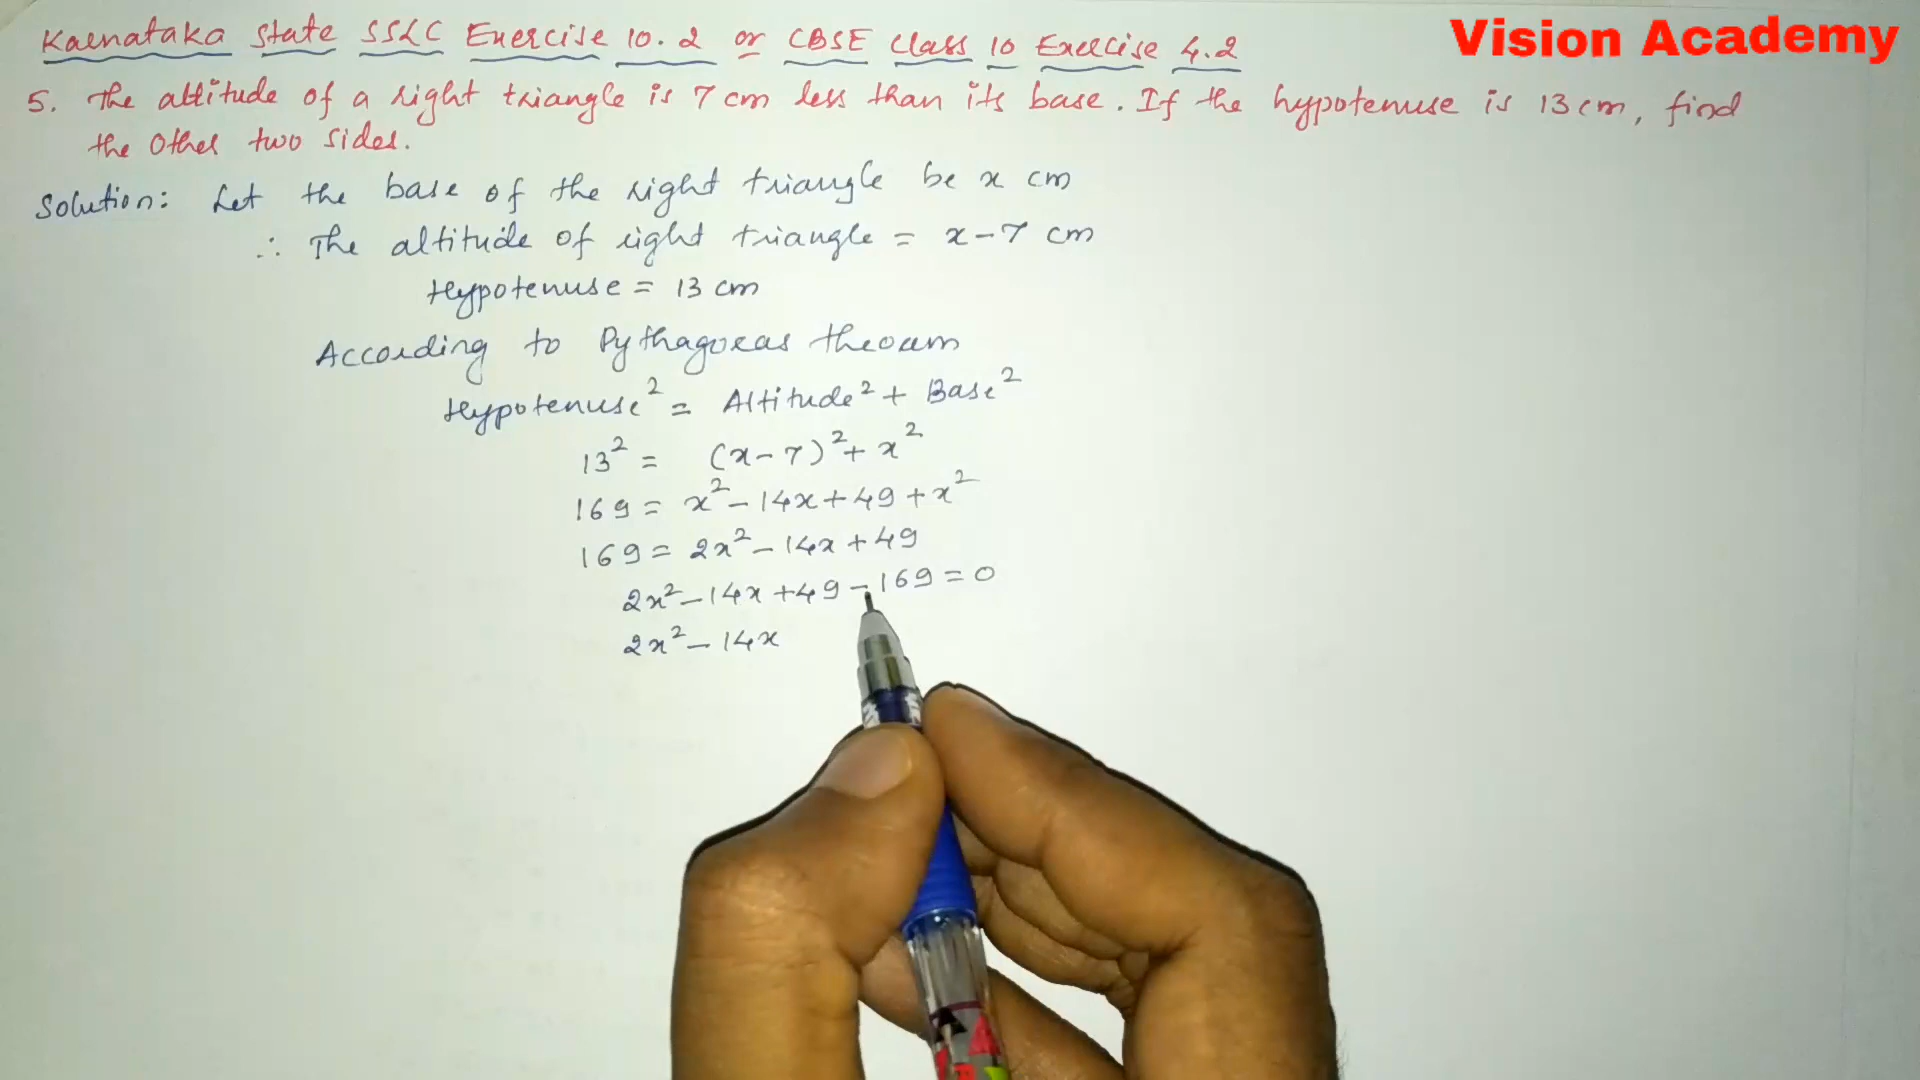 Karnataka State SSLC Exercise 10.2 or CBSE Class 10 Exercise 4.2
Vision Academy
5. The altitude of a right triangle is 7 cm less than its base. If the hypotenuse is 13 cm, find
the other two sides.
Solution: Let the base of the right triangle be x cm
∴ The altitude of right triangle = x - 7 cm
Hypotenuse = 13 cm
According to Pythagoras theorem
Hypotenuse² = Altitude² + Base²
13² = (x - 7)² + x²
169 = x² - 14x + 49 + x²
169 = 2x² - 14x + 49
2x² - 14x + 49 - 169 = 0
2x² - 14x